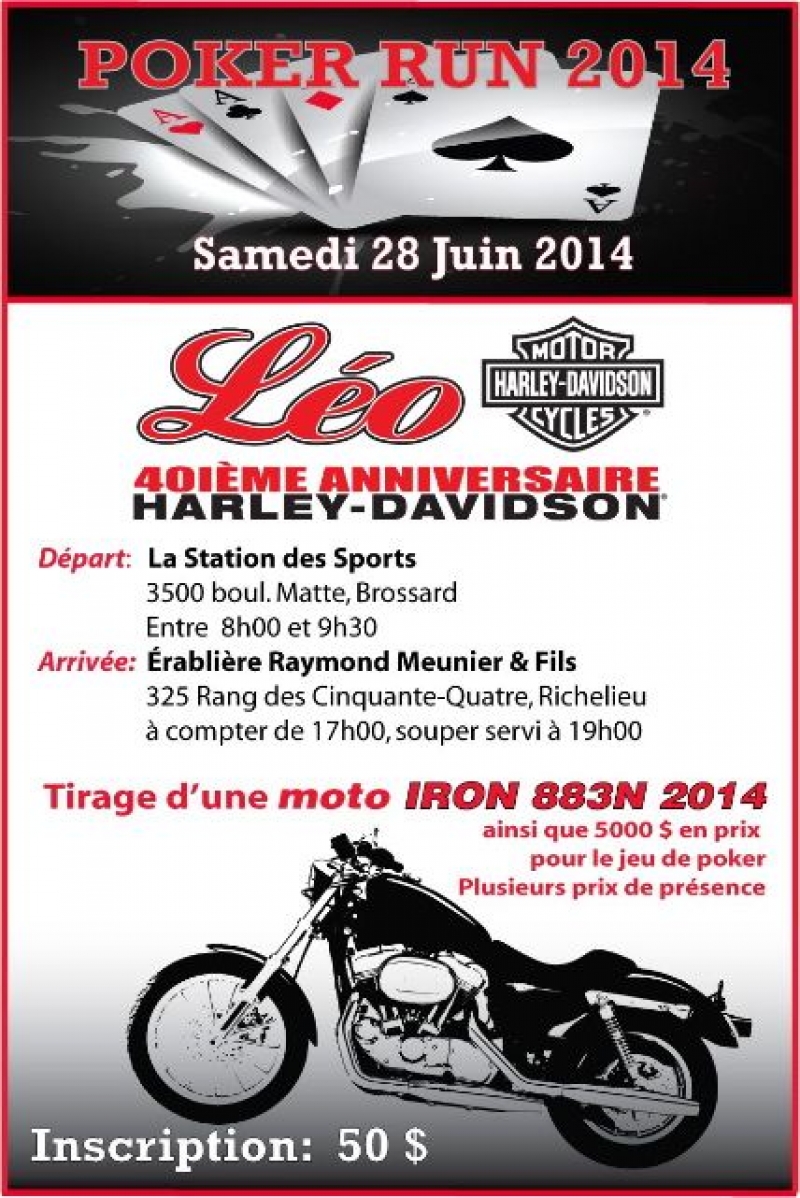 POKER RUN 2014
A
A
A
Samedi 28 Juin 2014
Léo
MOTOR
HARLEY-DAVIDSON
CYCLES
®
40IÈME ANNIVERSAIRE
HARLEY-DAVIDSON®
Départ: La Station des Sports
3500 boul. Matte, Brossard
Entre 8h00 et 9h30
Arrivée: Érablière Raymond Meunier & Fils
325 Rang des Cinquante-Quatre, Richelieu
à compter de 17h00, souper servi à 19h00
Tirage d'une moto IRON 883N 2014
ainsi que 5000 $ en prix
pour le jeu de poker
Plusieurs prix de présence
Inscription: 50 $